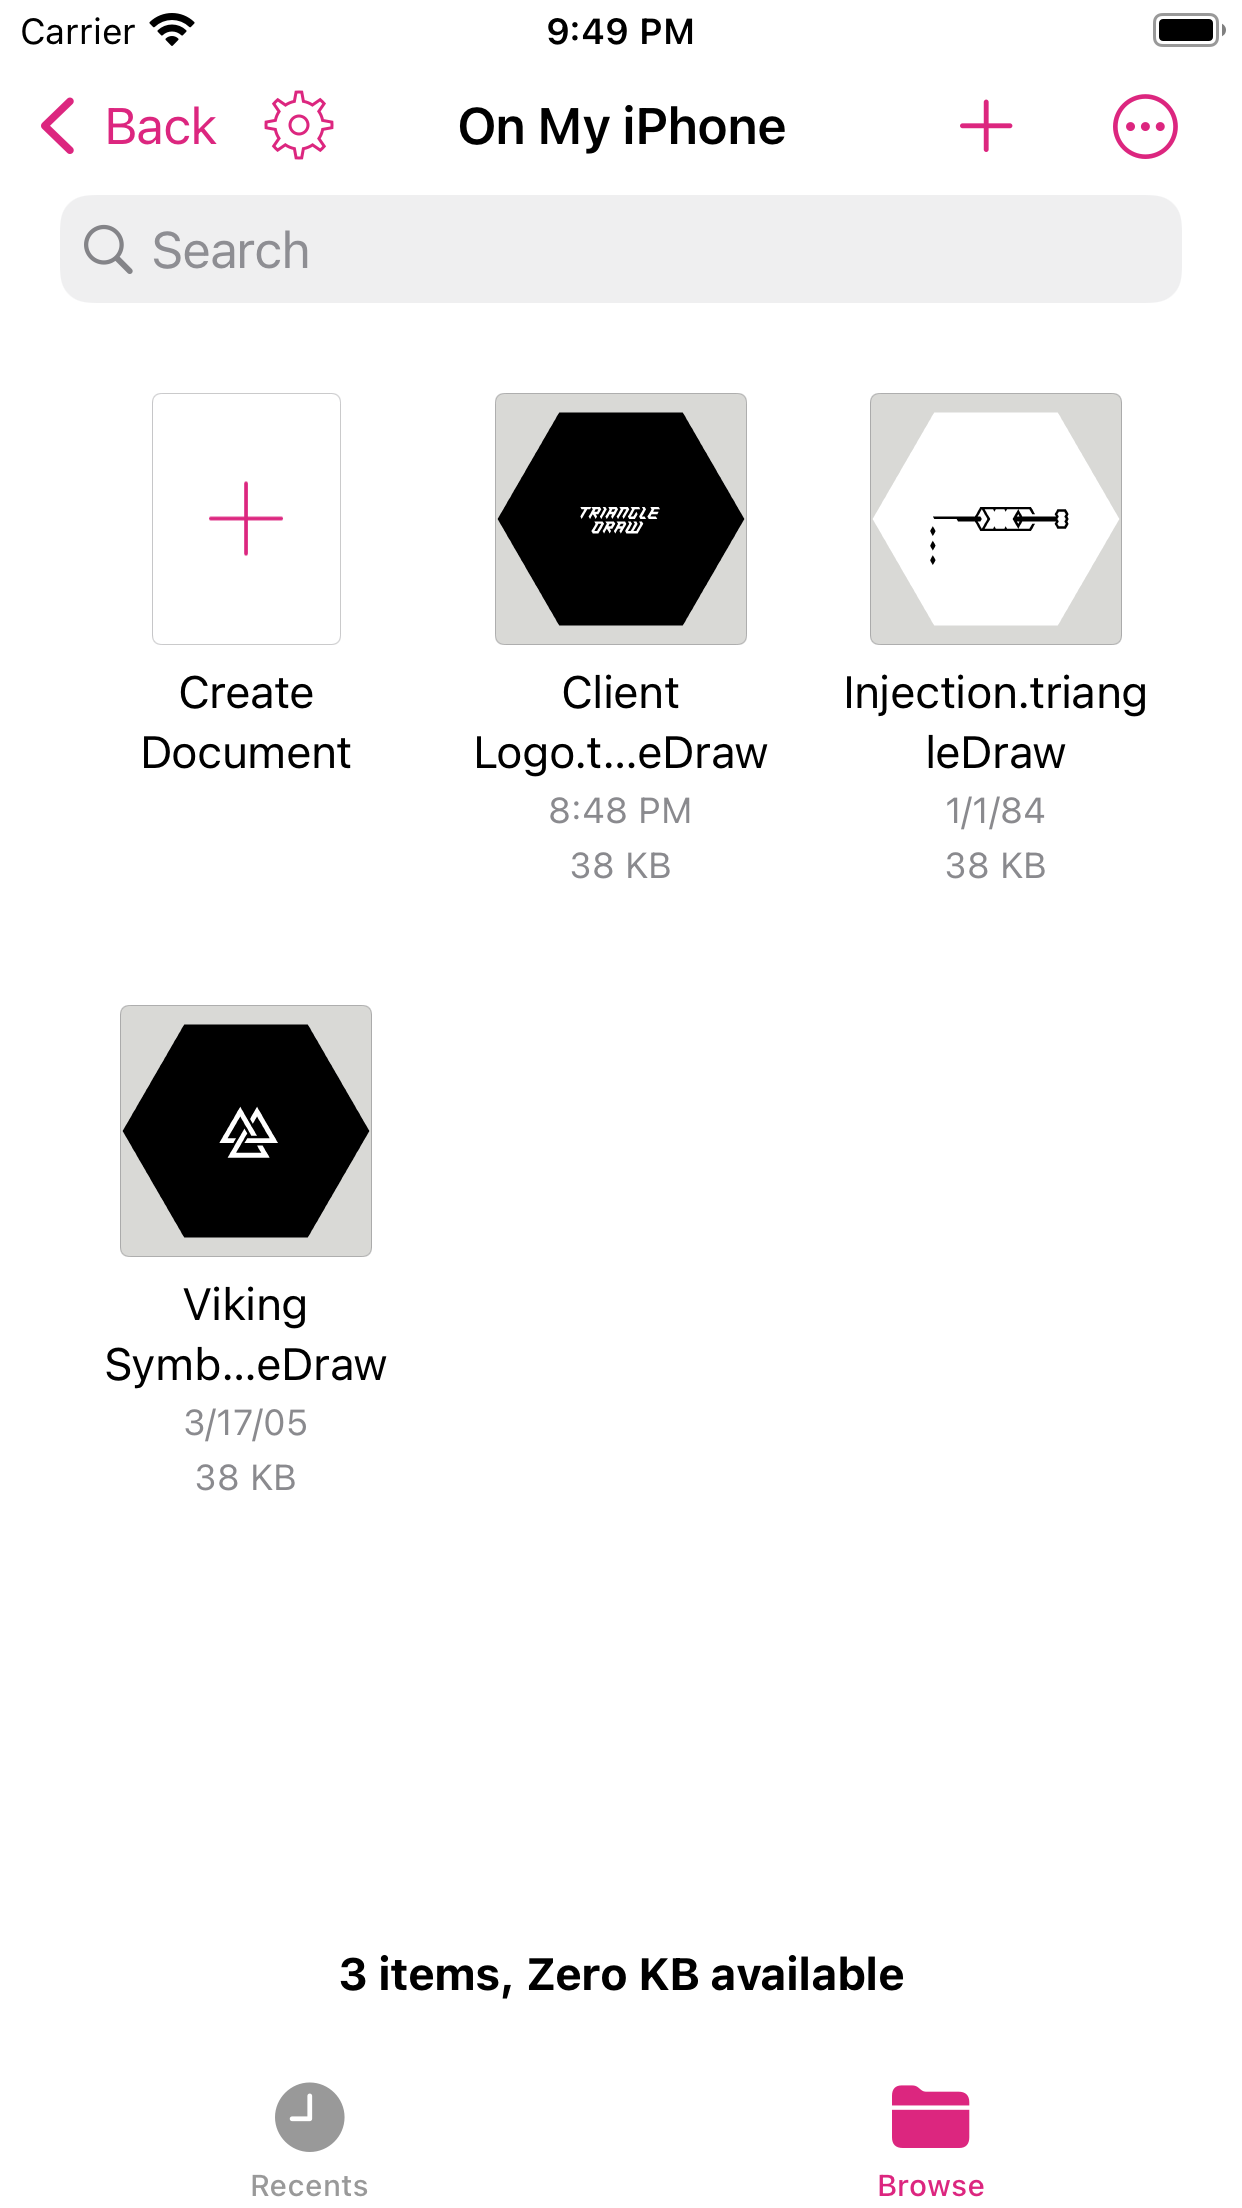 Carrier 9:49 PM
Back On My iPhone
Search
TRIANGLE
DRAW
Create
Document
Client
Logo.t...eDraw
8:48 PM
38 KB
Injection.triang
leDraw
1/1/84
38 KB
Viking
Symb...eDraw
3/17/05
38 KB
3 items, Zero KB available
Recents Browse